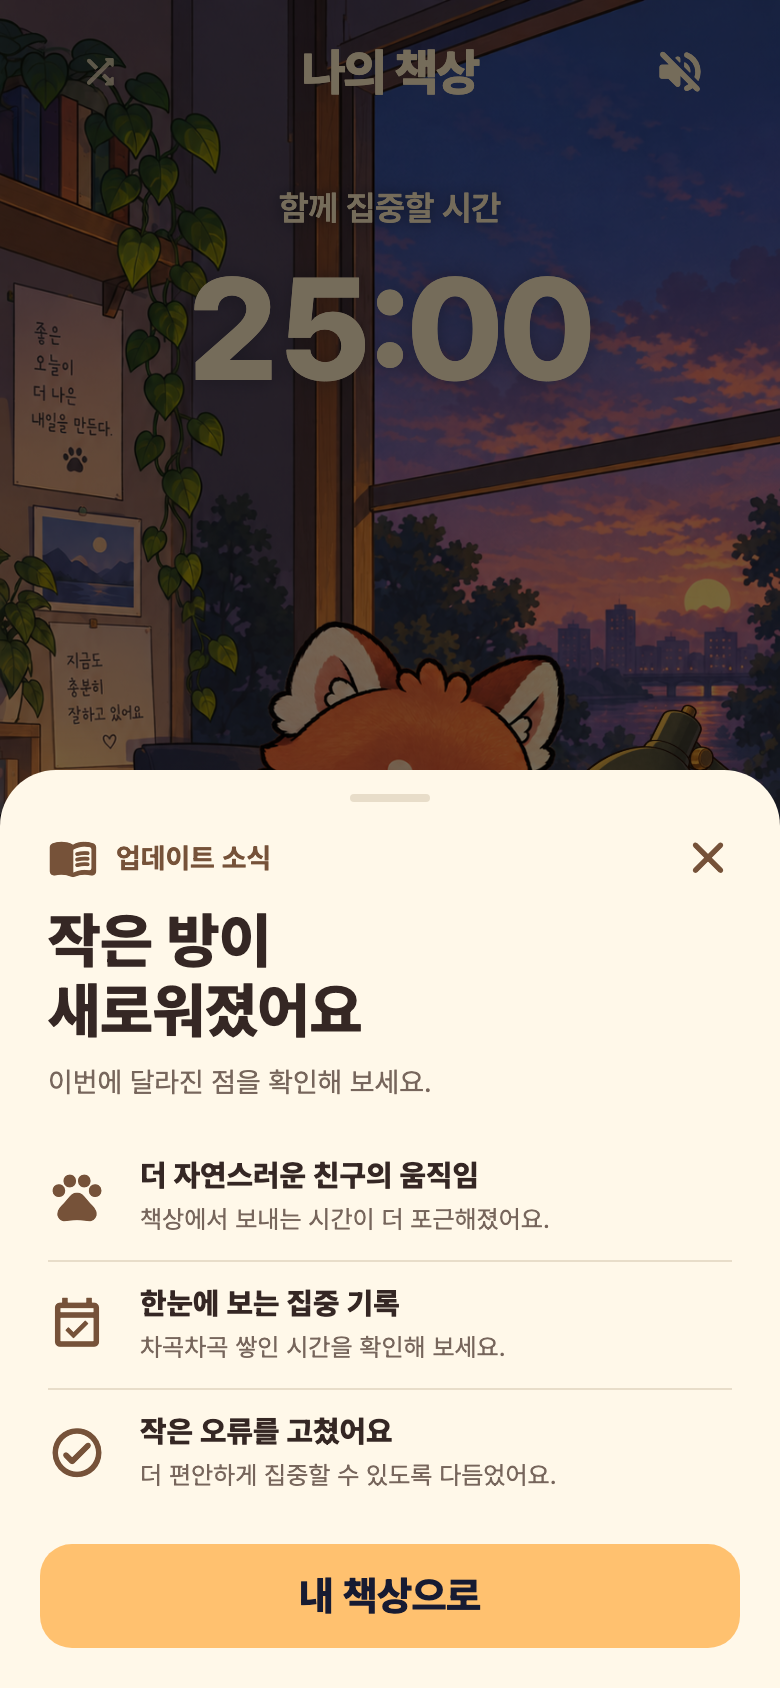 나의 책상
함께 집중할 시간
25:00
좋은
오늘이
더 나은
내일을 만든다.
지금도
충분히
잘하고 있어요
업데이트 소식
작은 방이
새로워졌어요
이번에 달라진 점을 확인해 보세요.
더 자연스러운 친구의 움직임
책상에서 보내는 시간이 더 포근해졌어요.
한눈에 보는 집중 기록
차곡차곡 쌓인 시간을 확인해 보세요.
작은 오류를 고쳤어요
더 편안하게 집중할 수 있도록 다듬었어요.
내 책상으로